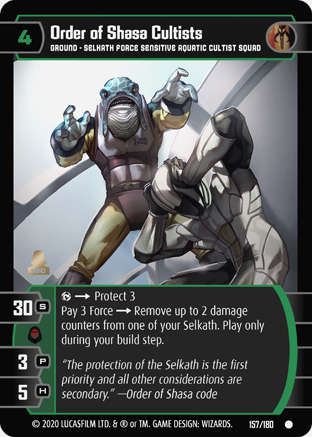 4 Order of Shasa Cultists
GROUND - SELKATH FORCE SENSITIVE AQUATIC CULTIST SQUAD
30 S
→ Protect 3
Pay 3 Force → Remove up to 2 damage
counters from one of your Selkath. Play only
during your build step.
3 P
5 H
“The protection of the Selkath is the first
priority and all other considerations are
secondary.” —Order of Shasa code
© 2020 LUCASFILM LTD. & ® or TM. GAME DESIGN: WIZARDS. 157/180